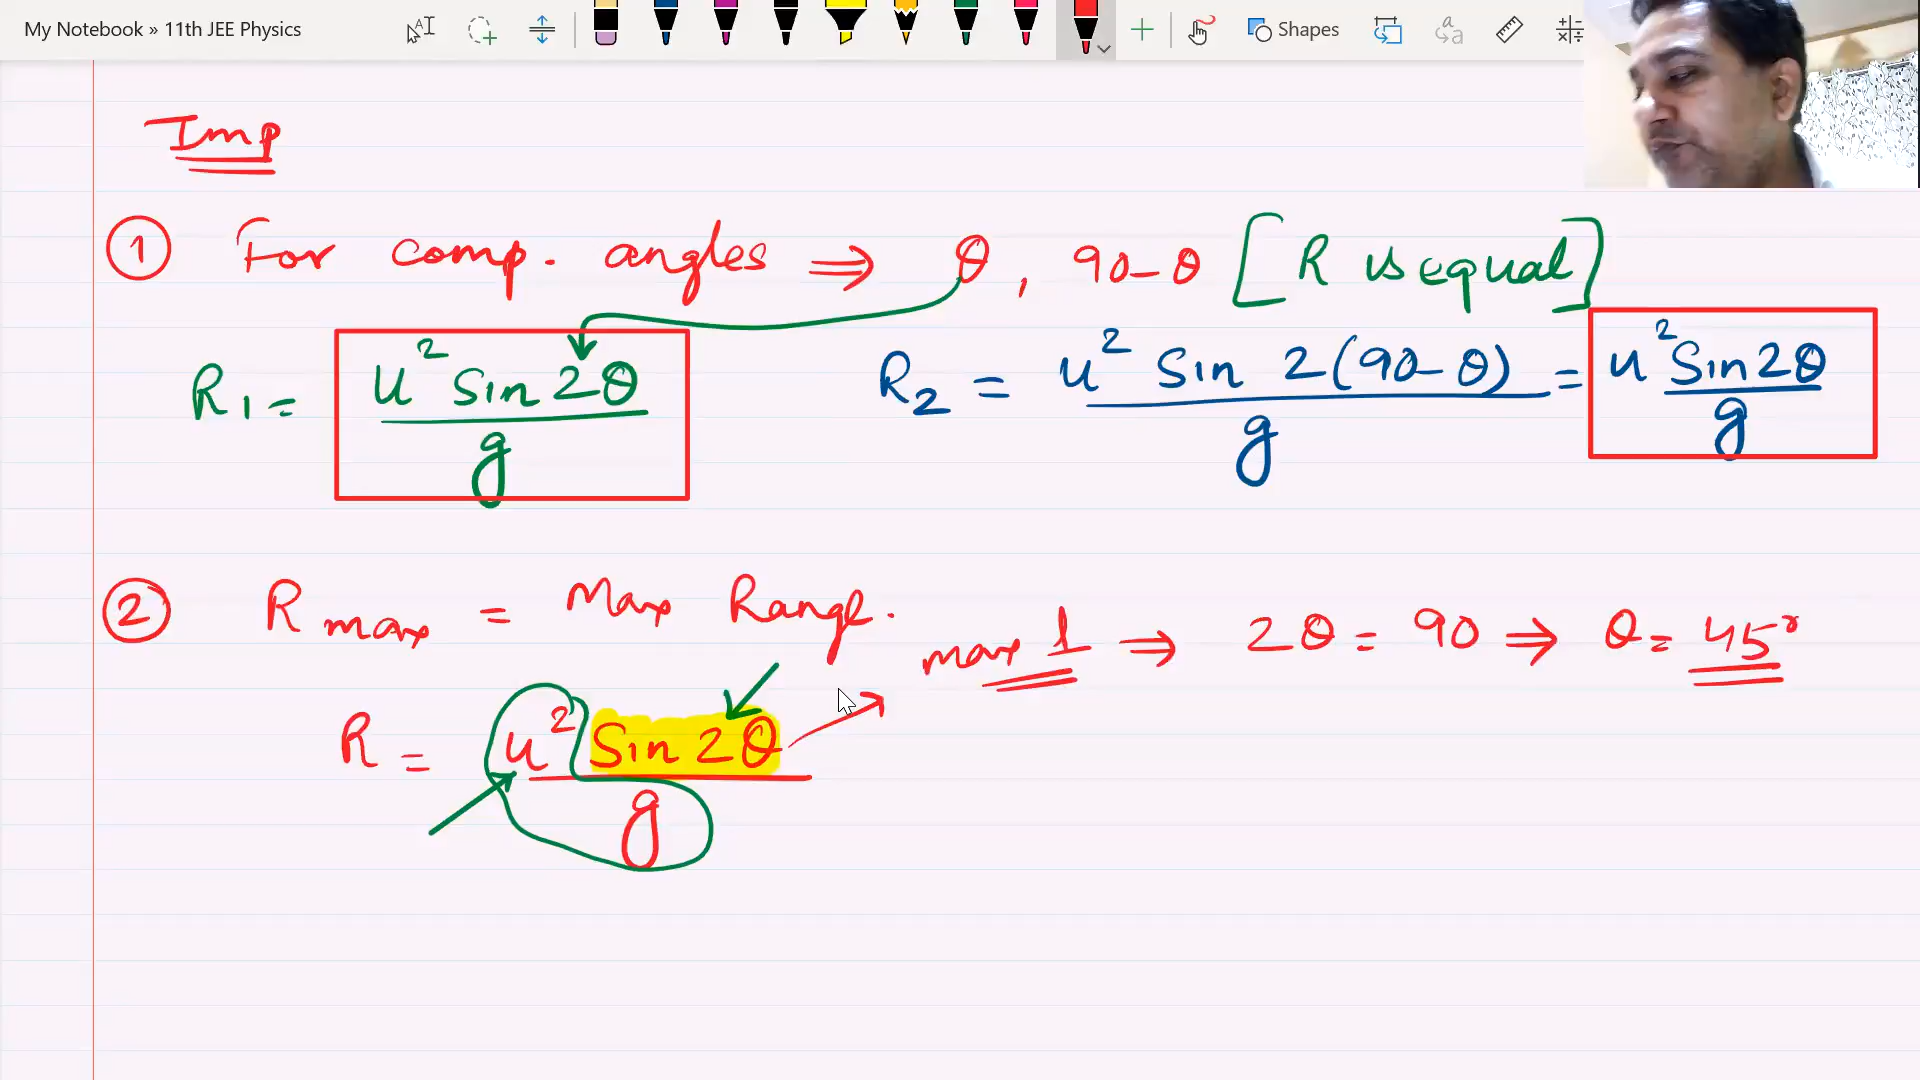 My Notebook » 11th JEE Physics
Shapes
Imp
① For comp. angles ⇒ θ, 90-θ [R is equal]
R₁ = u² Sin 2θ / g
R₂ = u² Sin 2(90-θ) / g = u² Sin 2θ / g
② R max = Max Range.
max 1 ⇒ 2θ = 90 ⇒ θ = 45°
R = u² Sin 2θ / g